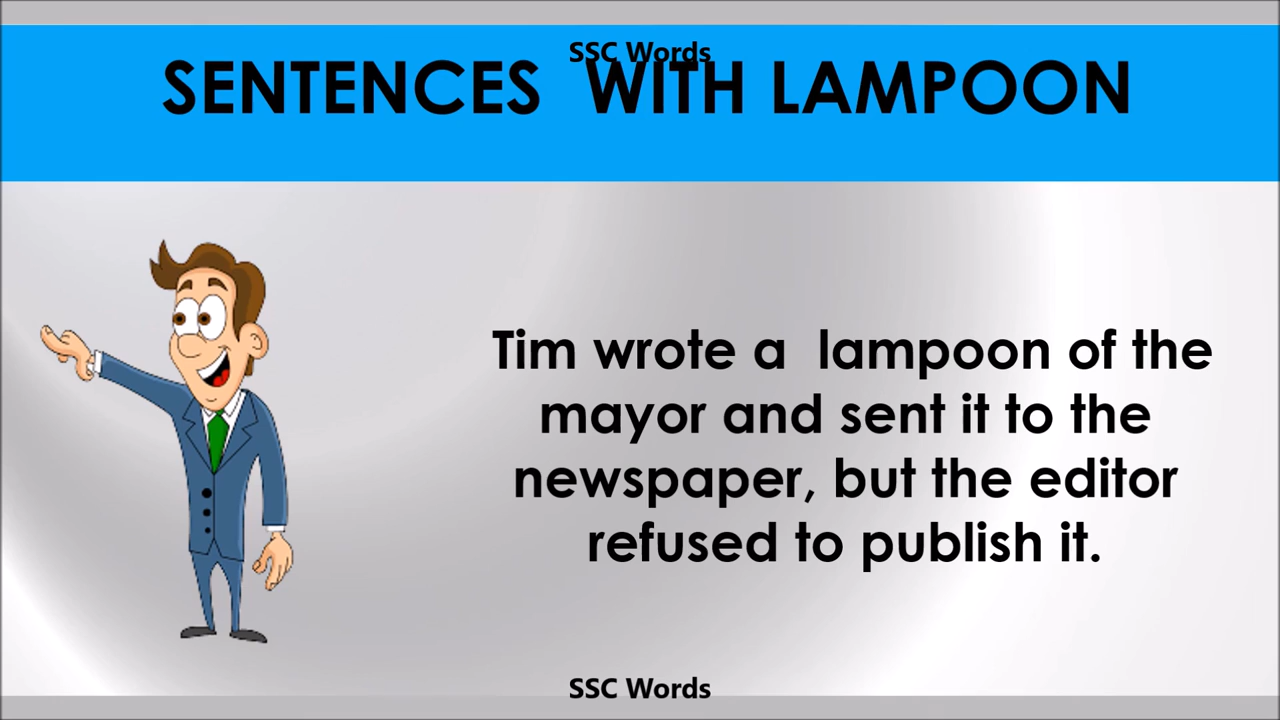 SSC Words
SENTENCES  WITH LAMPOON
Tim wrote a  lampoon of the
mayor and sent it to the
newspaper, but the editor
refused to publish it.
SSC Words